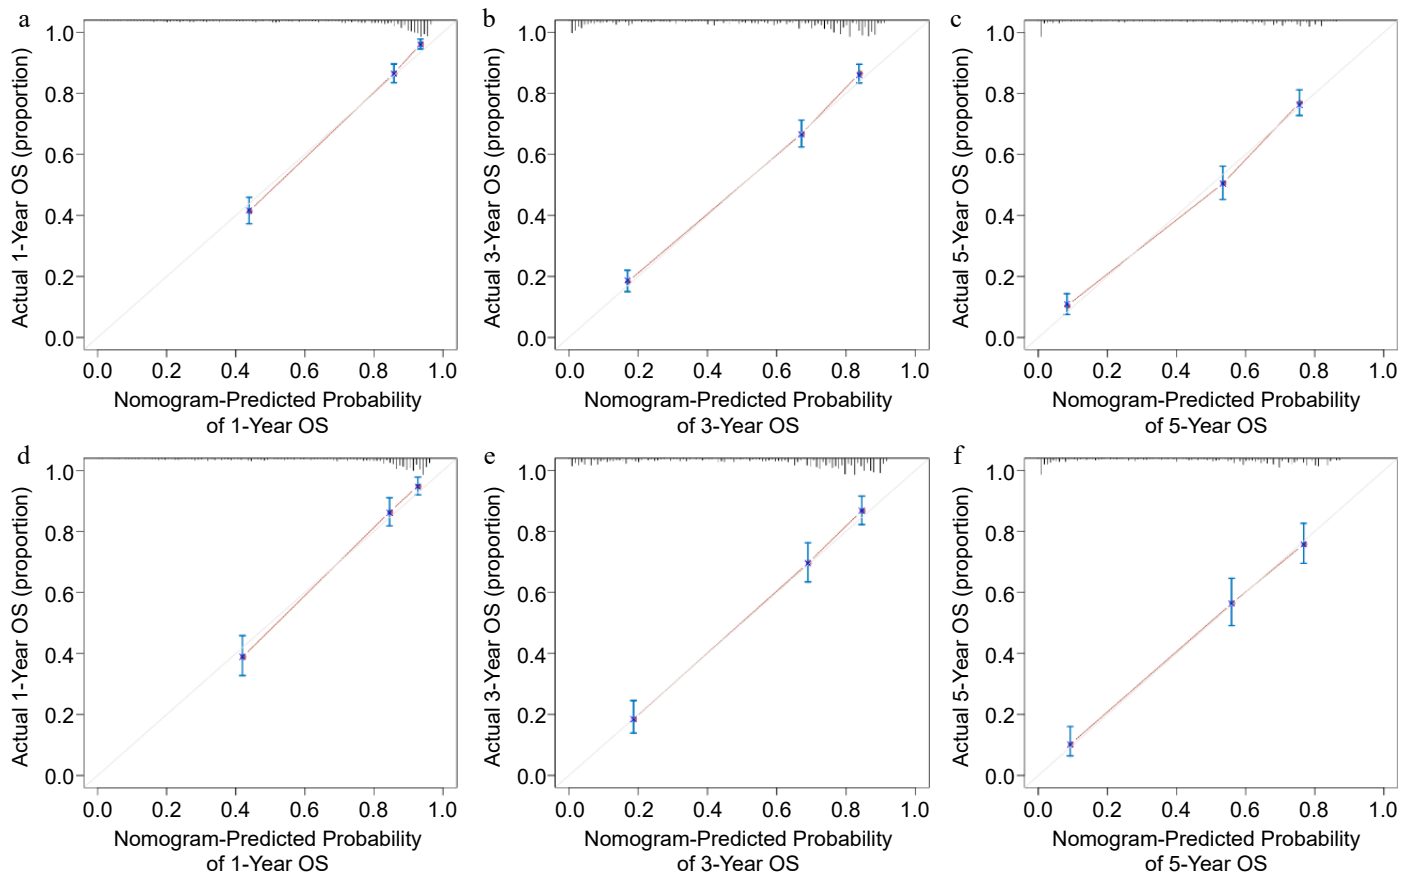 a
Actual 1-Year OS (proportion)
1.0
0.8
0.6
0.4
0.2
0.0
0.0 0.2 0.4 0.6 0.8 1.0
Nomogram-Predicted Probability
of 1-Year OS
b
Actual 3-Year OS (proportion)
1.0
0.8
0.6
0.4
0.2
0.0
0.0 0.2 0.4 0.6 0.8 1.0
Nomogram-Predicted Probability
of 3-Year OS
c
Actual 5-Year OS (proportion)
1.0
0.8
0.6
0.4
0.2
0.0
0.0 0.2 0.4 0.6 0.8 1.0
Nomogram-Predicted Probability
of 5-Year OS
d
Actual 1-Year OS (proportion)
1.0
0.8
0.6
0.4
0.2
0.0
0.0 0.2 0.4 0.6 0.8 1.0
Nomogram-Predicted Probability
of 1-Year OS
e
Actual 3-Year OS (proportion)
1.0
0.8
0.6
0.4
0.2
0.0
0.0 0.2 0.4 0.6 0.8 1.0
Nomogram-Predicted Probability
of 3-Year OS
f
Actual 5-Year OS (proportion)
1.0
0.8
0.6
0.4
0.2
0.0
0.0 0.2 0.4 0.6 0.8 1.0
Nomogram-Predicted Probability
of 5-Year OS